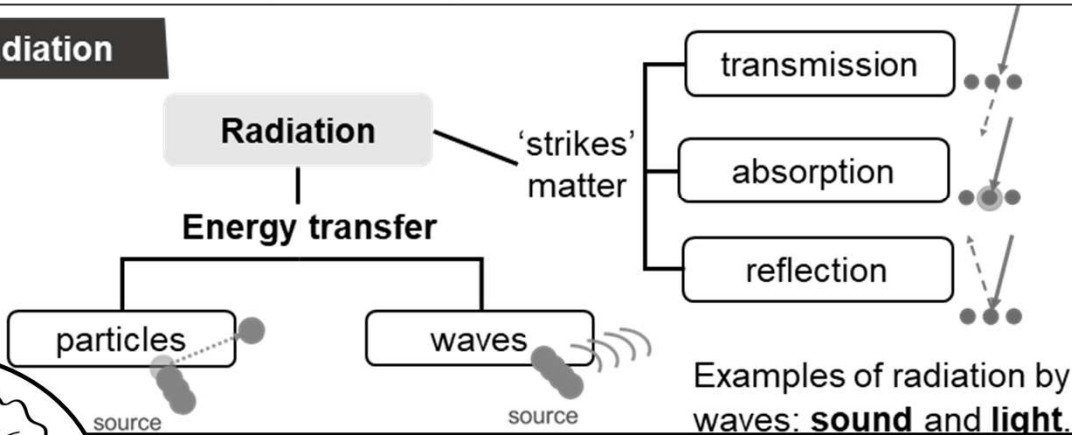 diation
Radiation
'strikes'
matter
transmission
absorption
reflection
Energy transfer
particles
waves
source
source
Examples of radiation by
waves: sound and light.